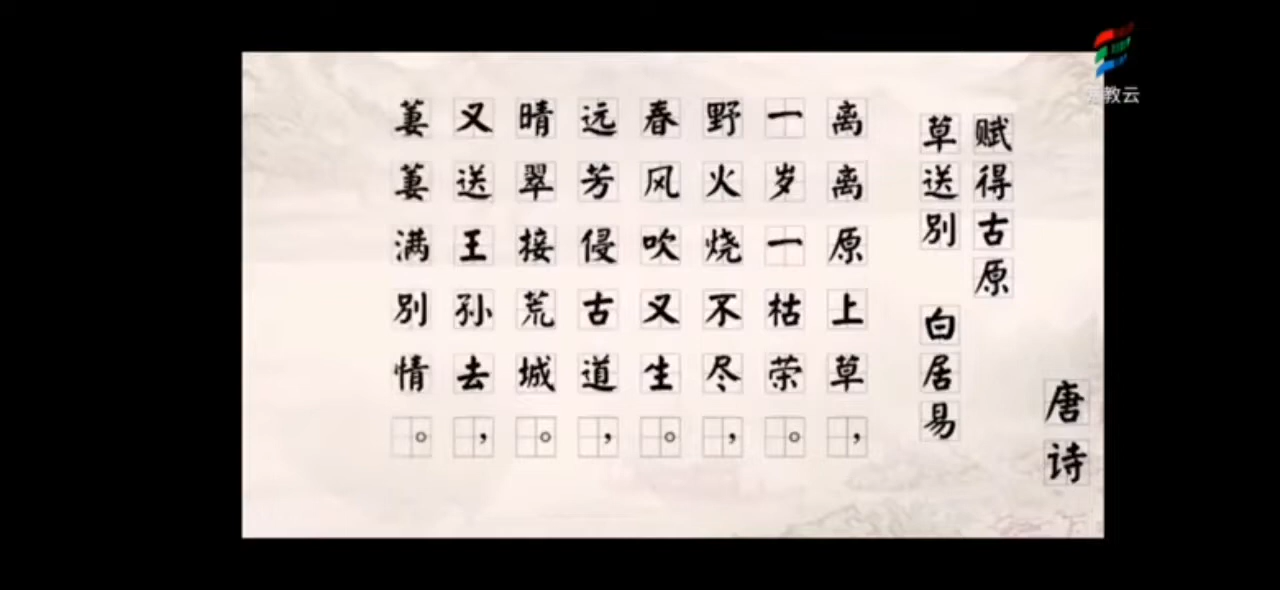 唐诗
赋得古原
草送别 白居易
离离原上草，
一岁一枯荣。
野火烧不尽，
春风吹又生。
远芳侵古道，
晴翠接荒城。
又送王孙去，
萋萋满别情。
教云